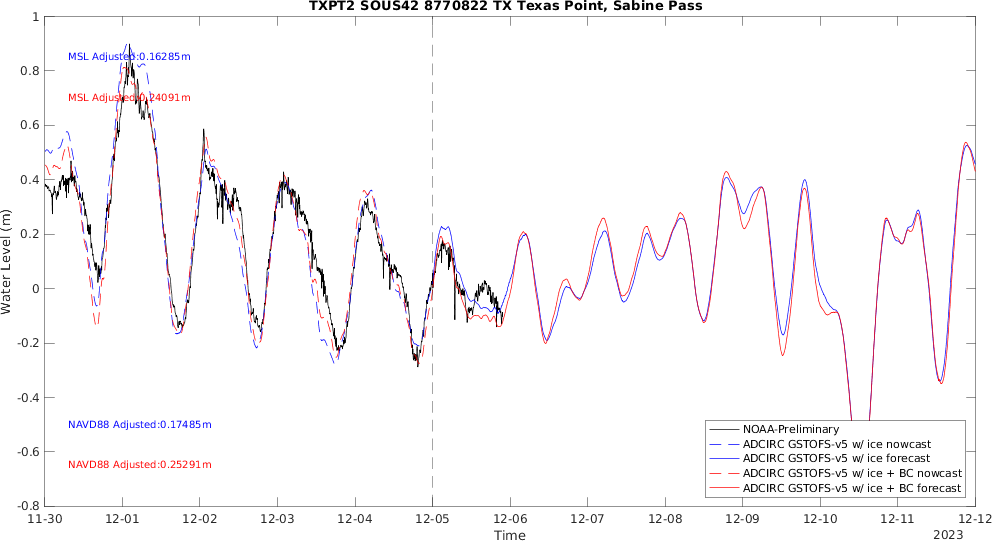 TXPT2 SOUS42 8770822 TX Texas Point, Sabine Pass
1
0.8
0.6
0.4
0.2
0
-0.2
-0.4
-0.6
-0.8
Water Level (m)
MSL Adjusted:0.16285m
MSL Adjusted:0.24091m
NAVD88 Adjusted:0.17485m
NAVD88 Adjusted:0.25291m
NOAA-Preliminary
ADCIRC GSTOFS-v5 w/ ice nowcast
ADCIRC GSTOFS-v5 w/ ice forecast
ADCIRC GSTOFS-v5 w/ ice + BC nowcast
ADCIRC GSTOFS-v5 w/ ice + BC forecast
11-30 12-01 12-02 12-03 12-04 12-05 12-06 12-07 12-08 12-09 12-10 12-11 12-12
Time
2023